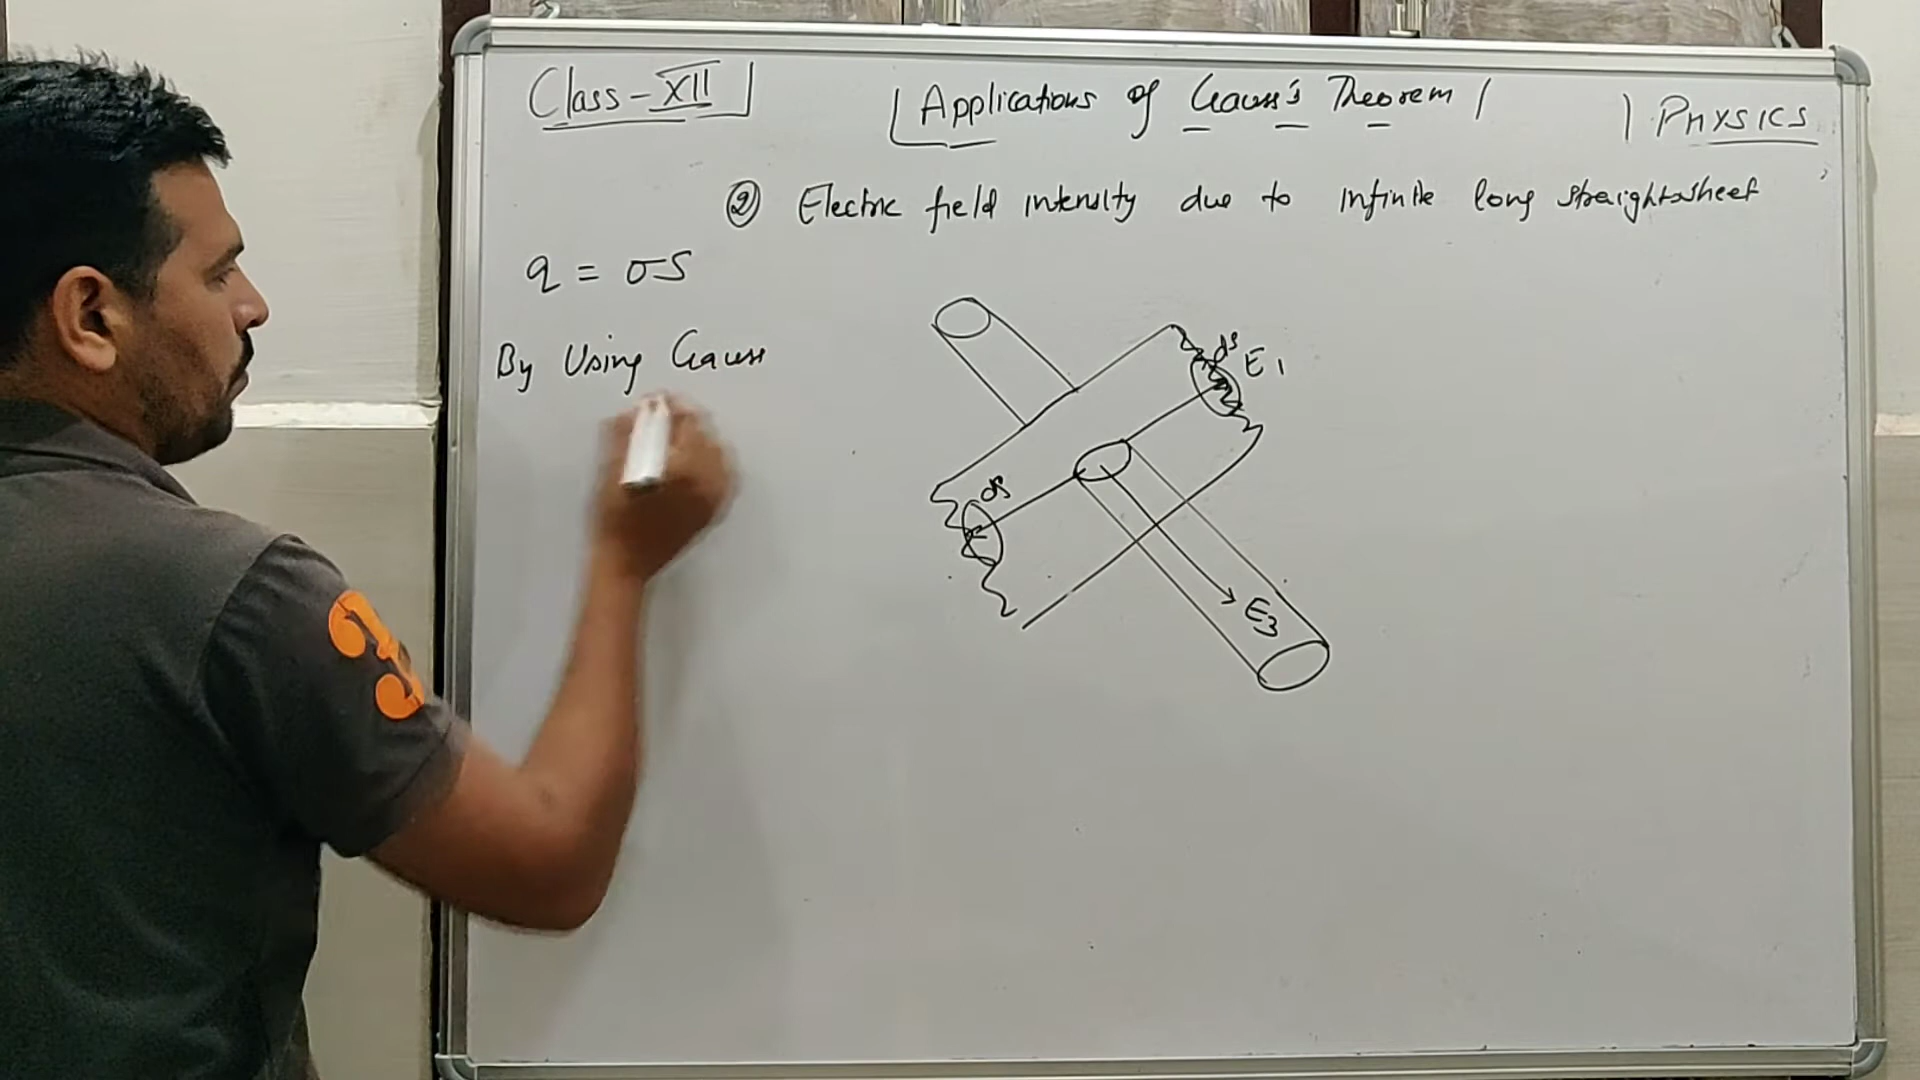 Class-XII
Applications of Gauss's Theorem
PHYSICS
② Electric field intensity due to infinite long straight sheet
q = σS
By Using Gauss
ds
E1
ds
E3